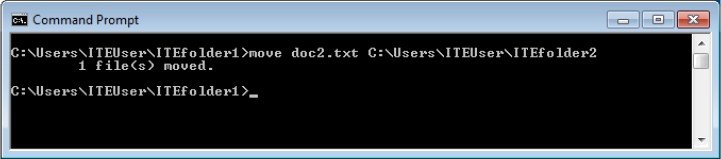 Command Prompt
C:\Users\ITEUser\ITEfolder1>move doc2.txt C:\Users\ITEUser\ITEfolder2
        1 file(s) moved.
C:\Users\ITEUser\ITEfolder1>_